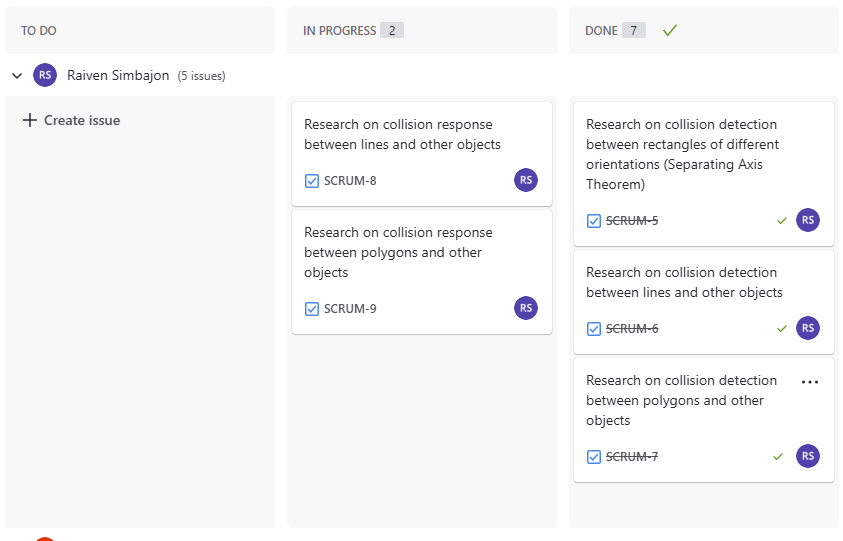 TO DO
IN PROGRESS 2
DONE 7
RS Raiven Simbajon (5 issues)
Create issue
Research on collision response
between lines and other objects
SCRUM-8 RS
Research on collision response
between polygons and other
objects
SCRUM-9 RS
Research on collision detection
between rectangles of different
orientations (Separating Axis
Theorem)
SCRUM-5 RS
Research on collision detection
between lines and other objects
SCRUM-6 RS
Research on collision detection
between polygons and other
objects
SCRUM-7 RS